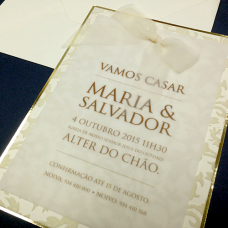 VAMOS CASAR
MARIA &
SALVADOR
4 OUTUBRO 2015 11H30
ALTER DO CHÃO.
CONFIRMAÇÃO ATÉ 15 DE AGOSTO.